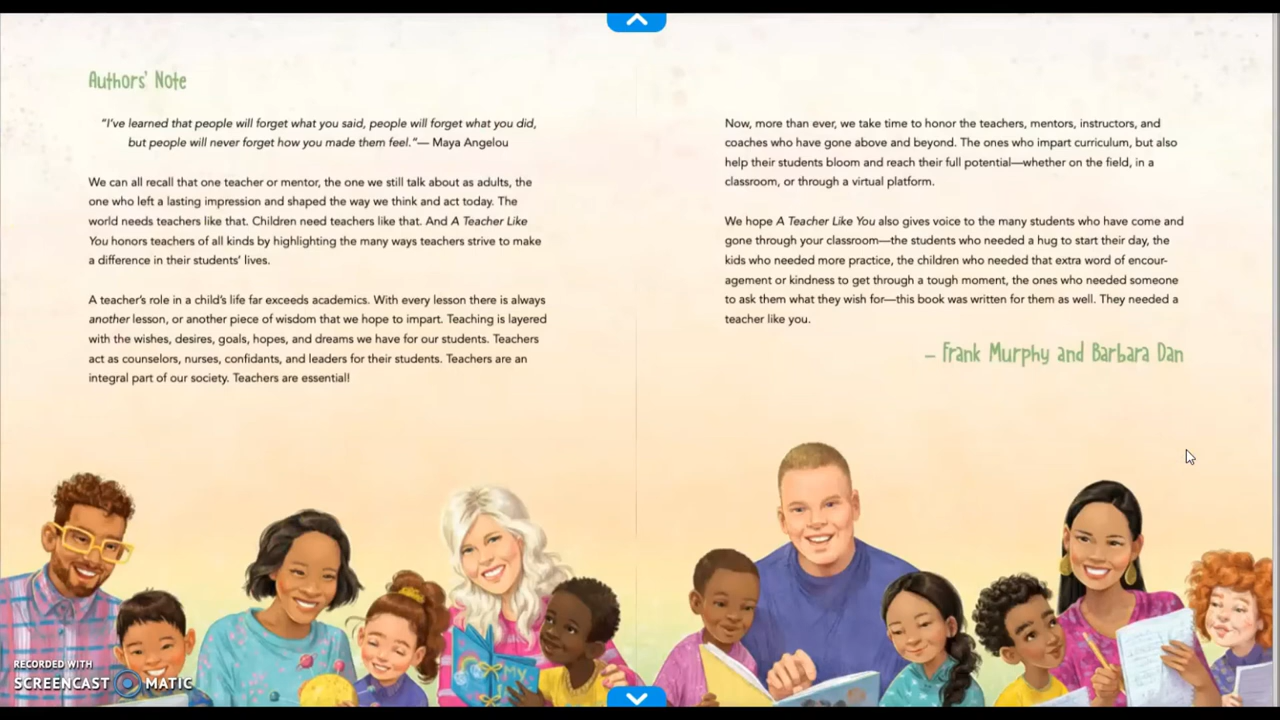 Authors' Note
"I've learned that people will forget what you said, people will forget what you did,
but people will never forget how you made them feel."— Maya Angelou
We can all recall that one teacher or mentor, the one we still talk about as adults, the
one who left a lasting impression and shaped the way we think and act today. The
world needs teachers like that. Children need teachers like that. And A Teacher Like
You honors teachers of all kinds by highlighting the many ways teachers strive to make
a difference in their students' lives.
A teacher's role in a child's life far exceeds academics. With every lesson there is always
another lesson, or another piece of wisdom that we hope to impart. Teaching is layered
with the wishes, desires, goals, hopes, and dreams we have for our students. Teachers
act as counselors, nurses, confidants, and leaders for their students. Teachers are an
integral part of our society. Teachers are essential!
Now, more than ever, we take time to honor the teachers, mentors, instructors, and
coaches who have gone above and beyond. The ones who impart curriculum, but also
help their students bloom and reach their full potential—whether on the field, in a
classroom, or through a virtual platform.
We hope A Teacher Like You also gives voice to the many students who have come and
gone through your classroom—the students who needed a hug to start their day, the
kids who needed more practice, the children who needed that extra word of encour-
agement or kindness to get through a tough moment, the ones who needed someone
to ask them what they wish for—this book was written for them as well. They needed a
teacher like you.
— Frank Murphy and Barbara Dan
MY
RECORDED WITH
SCREENCAST MATIC